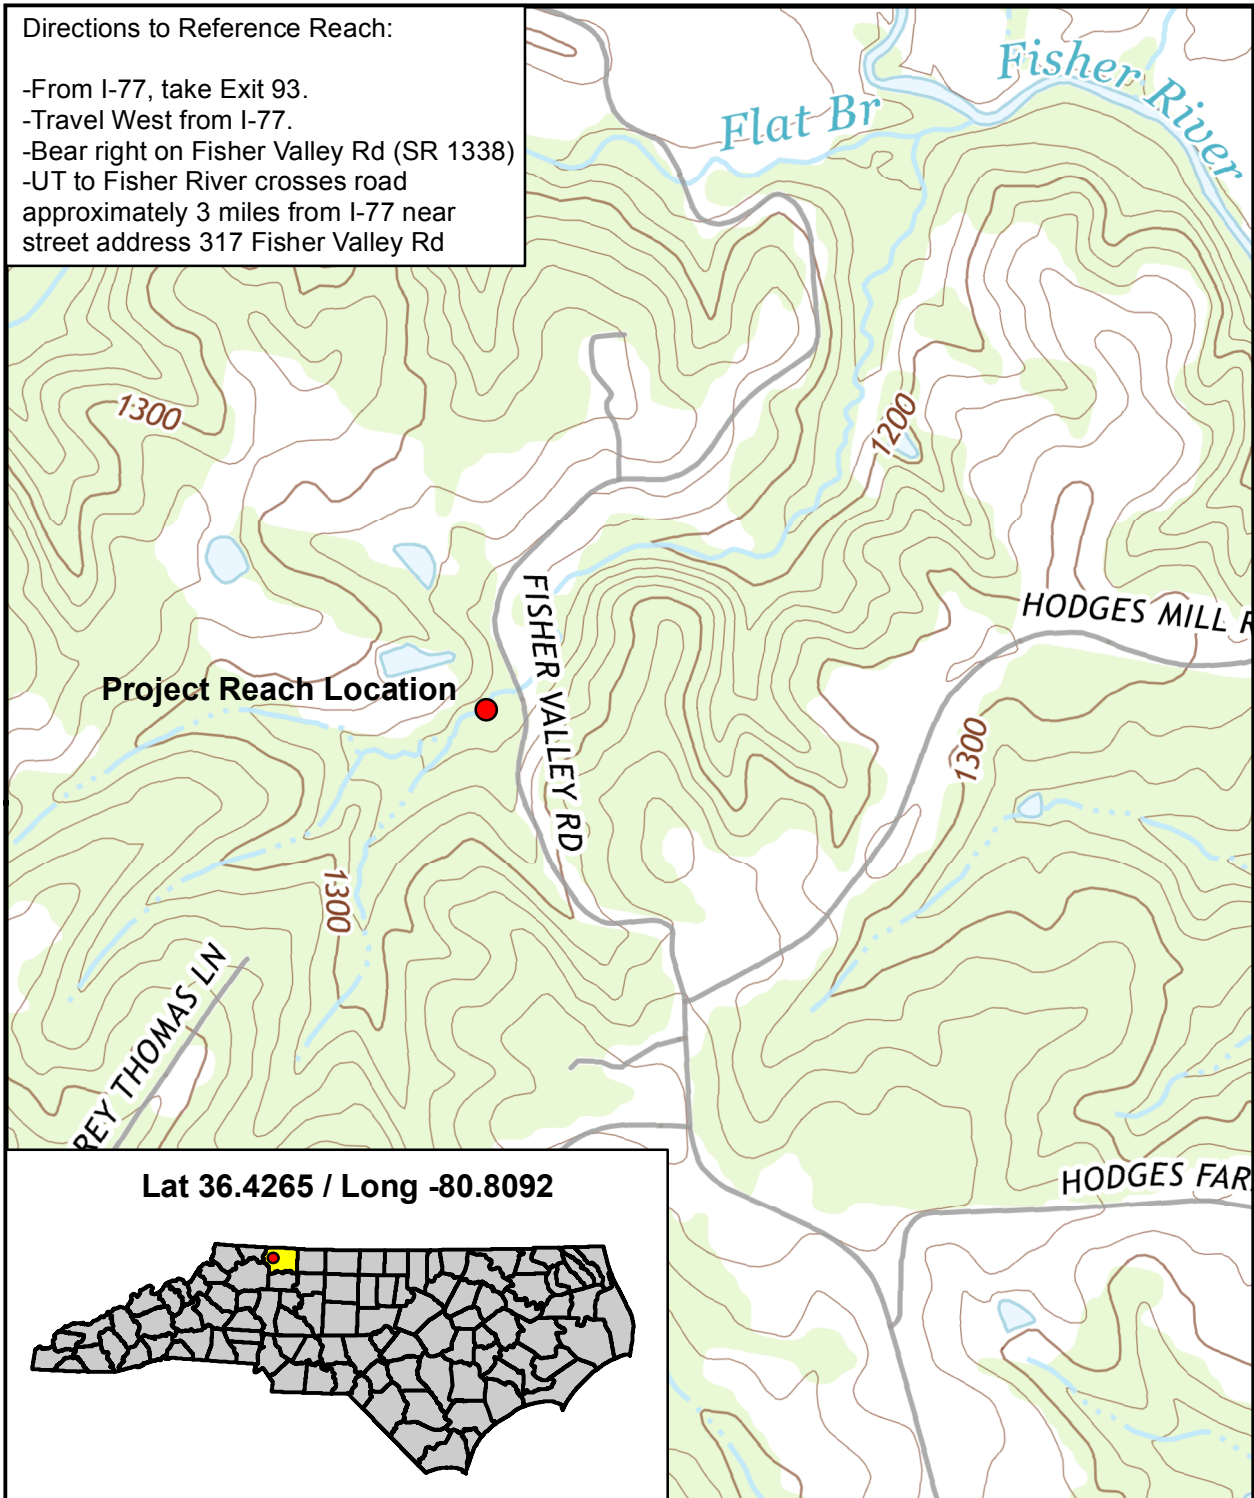 Directions to Reference Reach:
-From I-77, take Exit 93.
-Travel West from I-77.
-Bear right on Fisher Valley Rd (SR 1338)
-UT to Fisher River crosses road
approximately 3 miles from I-77 near
street address 317 Fisher Valley Rd
Fisher River
Flat Br
1300
1200
HODGES MILL R
FISHER VALLEY RD
Project Reach Location
1300
1300
REY THOMAS LN
HODGES FAR
Lat 36.4265 / Long -80.8092